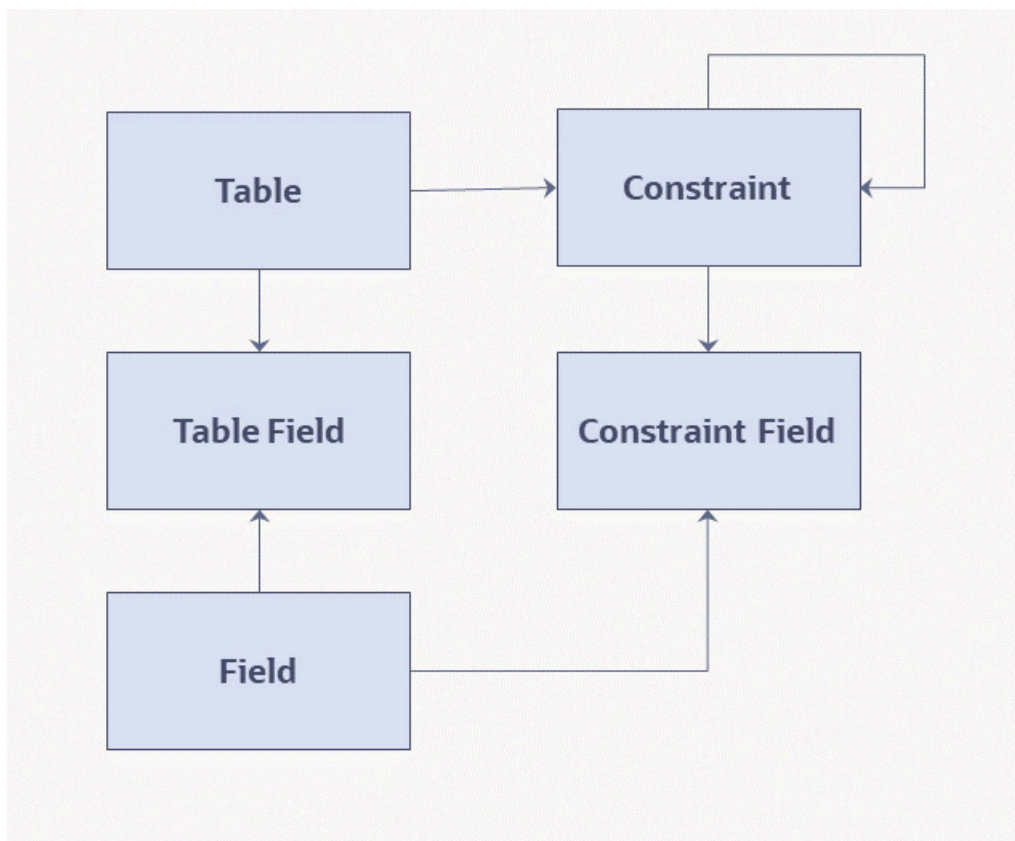 Table
Constraint
Table Field
Constraint Field
Field